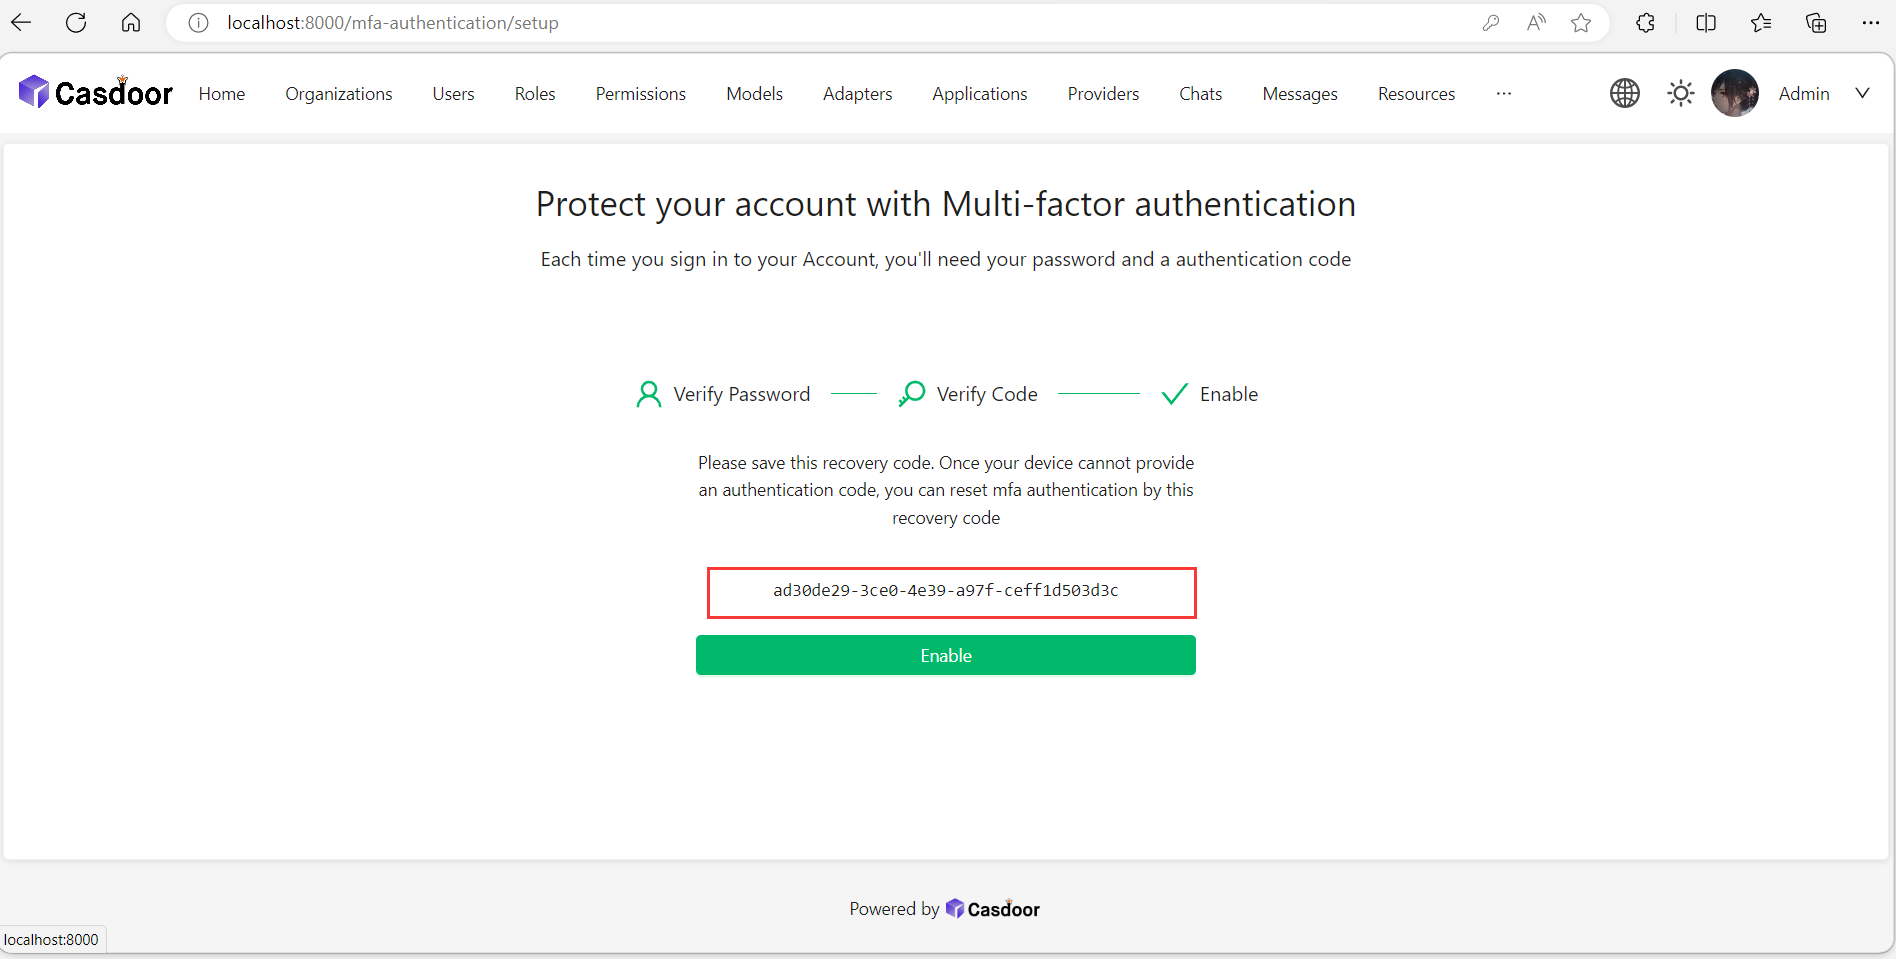 localhost:8000/mfa-authentication/setup
Casdoor Home Organizations Users Roles Permissions Models Adapters Applications Providers Chats Messages Resources ··· Admin
Protect your account with Multi-factor authentication
Each time you sign in to your Account, you'll need your password and a authentication code
Verify Password Verify Code Enable
Please save this recovery code. Once your device cannot provide
an authentication code, you can reset mfa authentication by this
recovery code
ad30de29-3ce0-4e39-a97f-ceff1d503d3c
Enable
Powered by Casdoor
localhost:8000